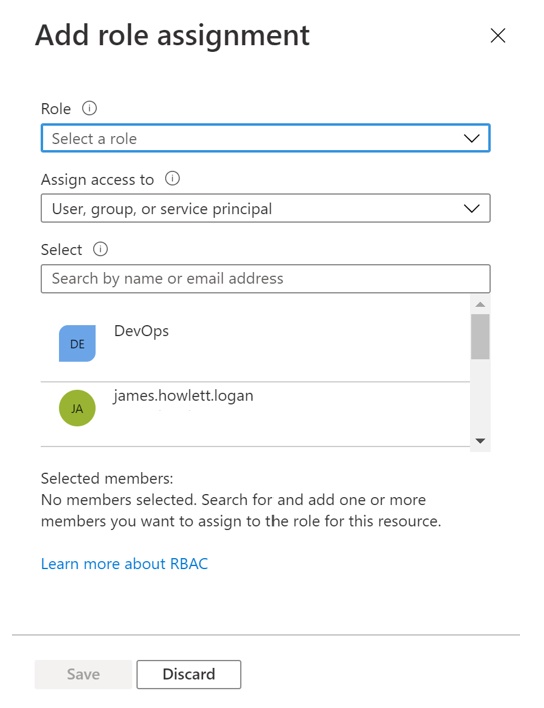 Add role assignment
Role
Select a role
Assign access to
User, group, or service principal
Select
Search by name or email address
DE
DevOps
JA
james.howlett.logan
Selected members:
No members selected. Search for and add one or more
members you want to assign to the role for this resource.
Learn more about RBAC
Save
Discard